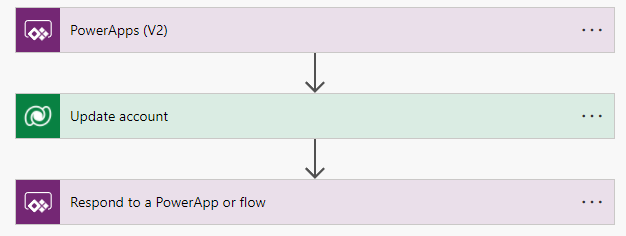 PowerApps (V2)
Update account
Respond to a PowerApp or flow